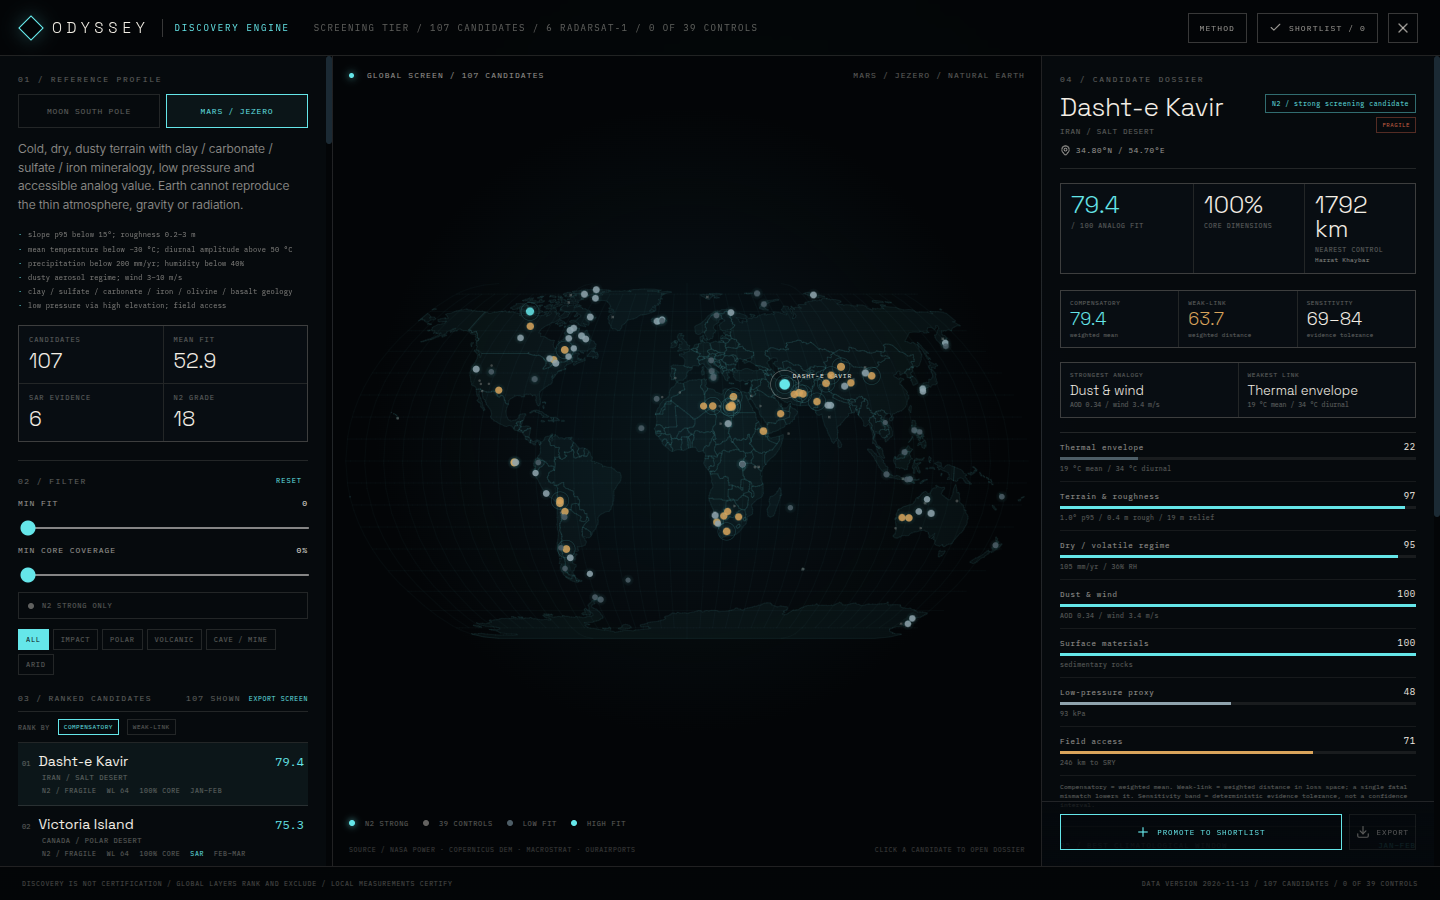 ODYSSEY
DISCOVERY ENGINE
SCREENING TIER / 107 CANDIDATES / 6 RADARSAT-1 / 0 OF 39 CONTROLS
METHOD
SHORTLIST / 0
01 / REFERENCE PROFILE
MOON SOUTH POLE
MARS / JEZERO
Cold, dry, dusty terrain with clay / carbonate /
sulfate / iron mineralogy, low pressure and
accessible analog value. Earth cannot reproduce
the thin atmosphere, gravity or radiation.
- slope p95 below 15°; roughness 0.2–3 m
- mean temperature below −30 °C; diurnal amplitude above 50 °C
- precipitation below 200 mm/yr; humidity below 40%
- dusty aerosol regime; wind 3–10 m/s
- clay / sulfate / carbonate / iron / olivine / basalt geology
- low pressure via high elevation; field access
CANDIDATES
107
MEAN FIT
52.9
SAR EVIDENCE
6
N2 GRADE
18
02 / FILTER
RESET
MIN FIT
0
MIN CORE COVERAGE
0%
N2 STRONG ONLY
ALL
IMPACT
POLAR
VOLCANIC
CAVE / MINE
ARID
03 / RANKED CANDIDATES
107 SHOWN
EXPORT SCREEN
RANK BY
COMPENSATORY
WEAK-LINK
01
Dasht-e Kavir
79.4
IRAN / SALT DESERT
N2 / FRAGILE WL 64 100% CORE JAN–FEB
02
Victoria Island
75.3
CANADA / POLAR DESERT
N2 / FRAGILE WL 64 100% CORE SAR FEB–MAR
GLOBAL SCREEN / 107 CANDIDATES
MARS / JEZERO / NATURAL EARTH
DASHT-E KAVIR
N2 STRONG
39 CONTROLS
LOW FIT
HIGH FIT
SOURCE / NASA POWER · COPERNICUS DEM · MACROSTRAT · OURAIRPORTS
CLICK A CANDIDATE TO OPEN DOSSIER
04 / CANDIDATE DOSSIER
Dasht-e Kavir
N2 / strong screening candidate
FRAGILE
IRAN / SALT DESERT
34.80°N / 54.70°E
79.4
/ 100 ANALOG FIT
100%
CORE DIMENSIONS
1792
km
NEAREST CONTROL
Harrat Khaybar
COMPENSATORY
79.4
weighted mean
WEAK-LINK
63.7
weighted distance
SENSITIVITY
69–84
evidence tolerance
STRONGEST ANALOGY
Dust & wind
AOD 0.34 / wind 3.4 m/s
WEAKEST LINK
Thermal envelope
19 °C mean / 34 °C diurnal
Thermal envelope
22
19 °C mean / 34 °C diurnal
Terrain & roughness
97
1.0° p95 / 0.4 m rough / 19 m relief
Dry / volatile regime
95
105 mm/yr / 36% RH
Dust & wind
100
AOD 0.34 / wind 3.4 m/s
Surface materials
100
sedimentary rocks
Low-pressure proxy
48
93 kPa
Field access
71
246 km to SRY
Compensatory = weighted mean. Weak-link = weighted distance in loss space; a single fatal
mismatch lowers it. Sensitivity band = deterministic evidence tolerance, not a confidence
interval.
PROMOTE TO SHORTLIST
EXPORT
JAN–FEB
DISCOVERY IS NOT CERTIFICATION / GLOBAL LAYERS RANK AND EXCLUDE / LOCAL MEASUREMENTS CERTIFY
DATA VERSION 2026-11-13 / 107 CANDIDATES / 0 OF 39 CONTROLS